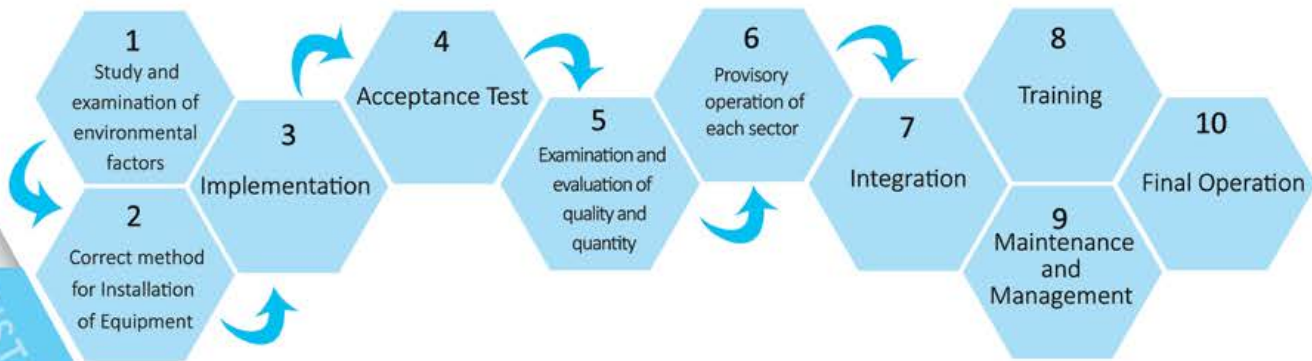 1
Study and
examination of
environmental
factors
2
Correct method
for Installation
of Equipment
3
Implementation
4
Acceptance Test
5
Examination and
evaluation of
quality and
quantity
6
Provisory
operation of
each sector
7
Integration
8
Training
9
Maintenance
and
Management
10
Final Operation